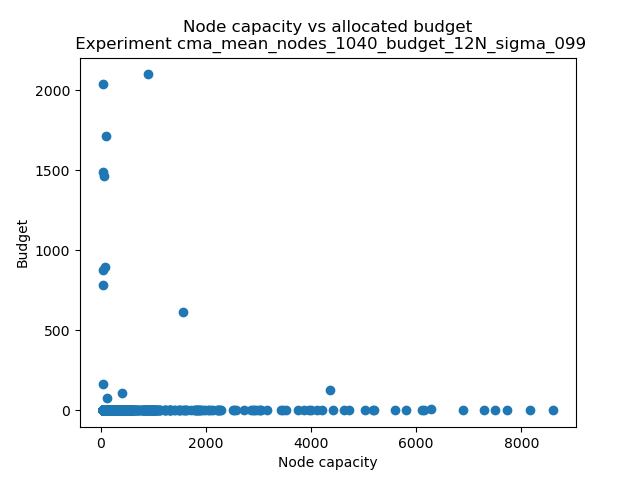 Node capacity vs allocated budget
Experiment cma_mean_nodes_1040_budget_12N_sigma_099
2000
1500
1000
500
0
Budget
0 2000 4000 6000 8000
Node capacity